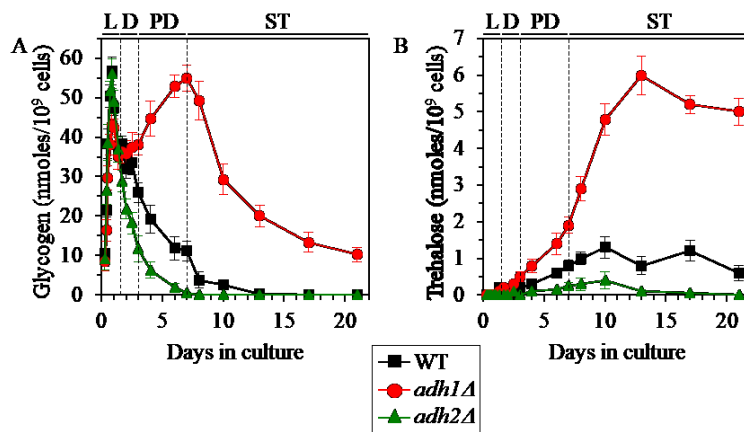 L D PD ST
L D PD ST
A
B
Glycogen (nmoles/10⁹ cells)
60
50
40
30
20
10
0
0 5 10 15 20
Days in culture
Trehalose (nmoles/10⁹ cells)
7
6
5
4
3
2
1
0
0 5 10 15 20
Days in culture
WT
adh1Δ
adh2Δ